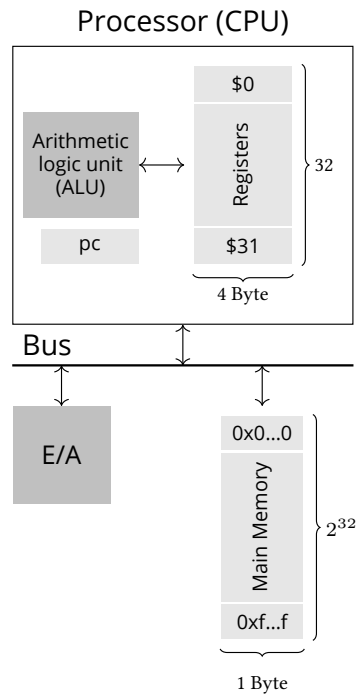 Processor (CPU)
$0
Arithmetic
logic unit
(ALU)
Registers
32
pc
$31
4 Byte
Bus
E/A
0x0...0
Main Memory
2^32
0xf...f
1 Byte